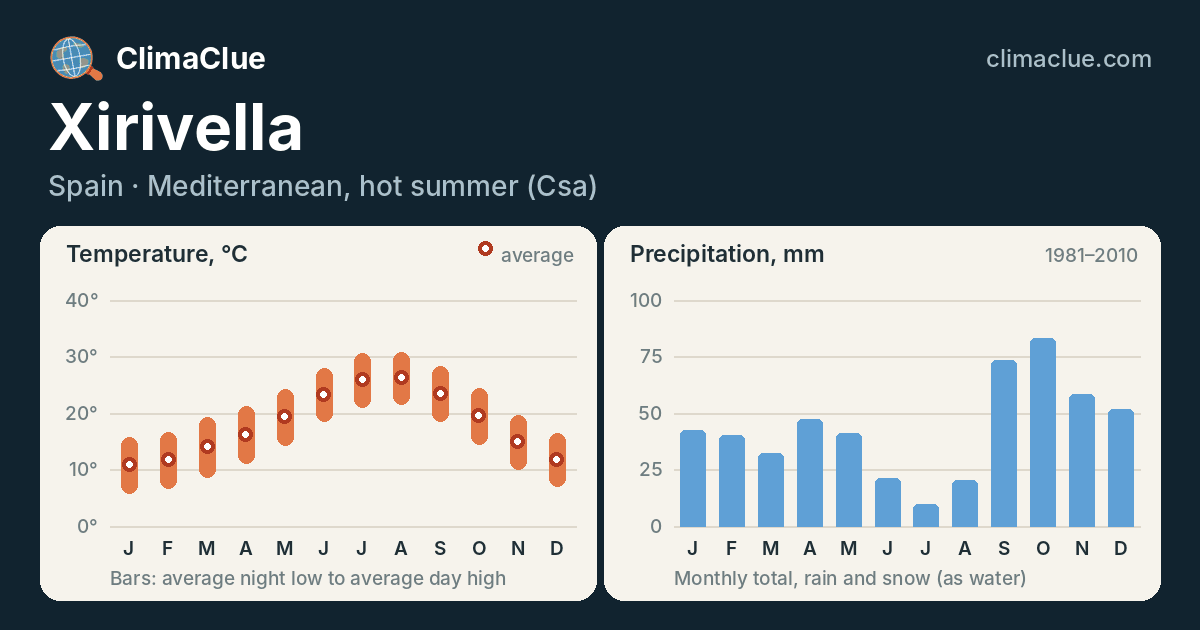 ClimaClue
climaclue.com
Xirivella
Spain · Mediterranean, hot summer (Csa)
Temperature, °C
average
40°
30°
20°
10°
0°
J F M A M J J A S O N D
Bars: average night low to average day high
Precipitation, mm
1981–2010
100
75
50
25
0
J F M A M J J A S O N D
Monthly total, rain and snow (as water)